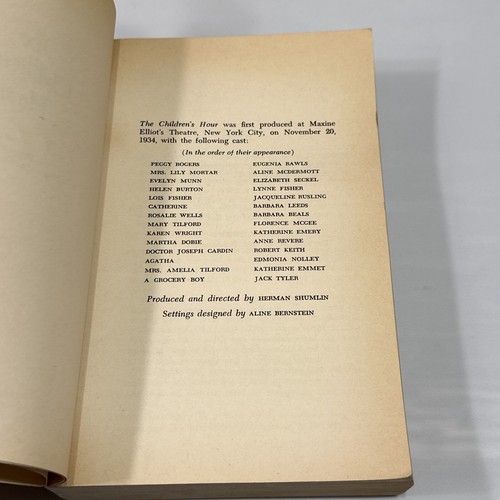 The Children's Hour was first produced at Maxine
Elliot's Theatre, New York City, on November 20,
1934, with the following cast:
(In the order of their appearance)
PEGGY ROGERS EUGENIA RAWLS
MRS. LILY MORTAR ALINE MCDERMOTT
EVELYN MUNN ELIZABETH SECKEL
HELEN BURTON LYNNE FISHER
LOIS FISHER JACQUELINE RUSLING
CATHERINE BARBARA LEEDS
ROSALIE WELLS BARBARA BEALS
MARY TILFORD FLORENCE MCGEE
KAREN WRIGHT KATHERINE EMERY
MARTHA DOBIE ANNE REVERE
DOCTOR JOSEPH CARDIN ROBERT KEITH
AGATHA EDMONIA NOLLEY
MRS. AMELIA TILFORD KATHERINE EMMET
A GROCERY BOY JACK TYLER
Produced and directed by HERMAN SHUMLIN
Settings designed by ALINE BERNSTEIN